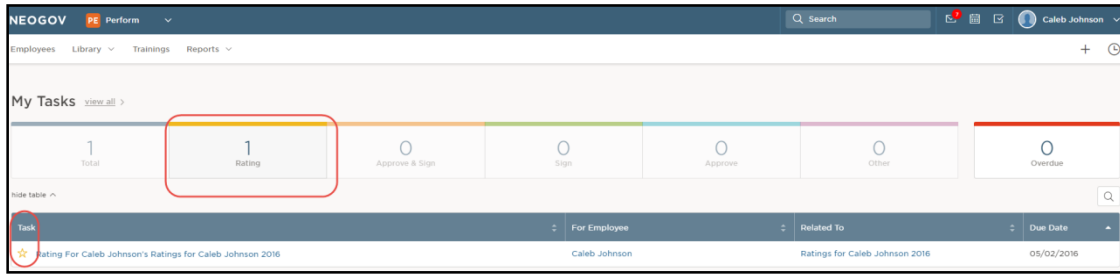 NEOGOV PE Perform Search ? Caleb Johnson
Employees Library Trainings Reports
My Tasks view all >
1 1 0 0 0 0 0
Total Rating Approve & Sign Sign Approve Other Overdue
hide table
Task For Employee Related To Due Date
Rating For Caleb Johnson's Ratings for Caleb Johnson 2016 Caleb Johnson Ratings for Caleb Johnson 2016 05/02/2016